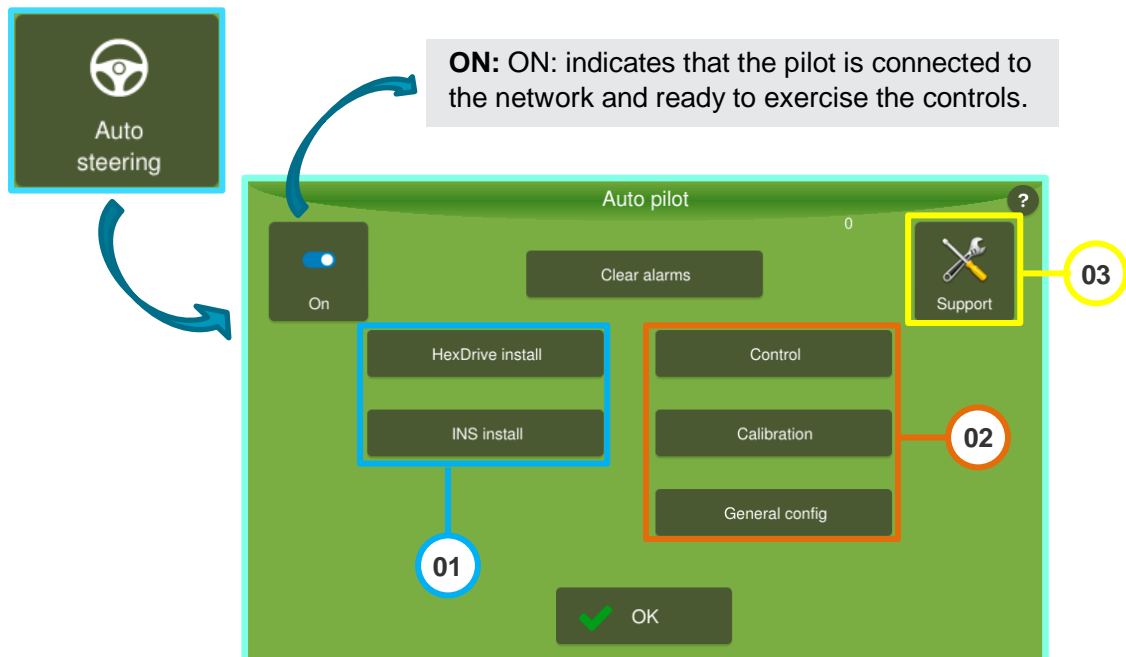 Auto
steering
ON: ON: indicates that the pilot is connected to
the network and ready to exercise the controls.
Auto pilot
?
0
On
Clear alarms
Support
03
HexDrive install
Control
INS install
Calibration
02
General config
01
OK